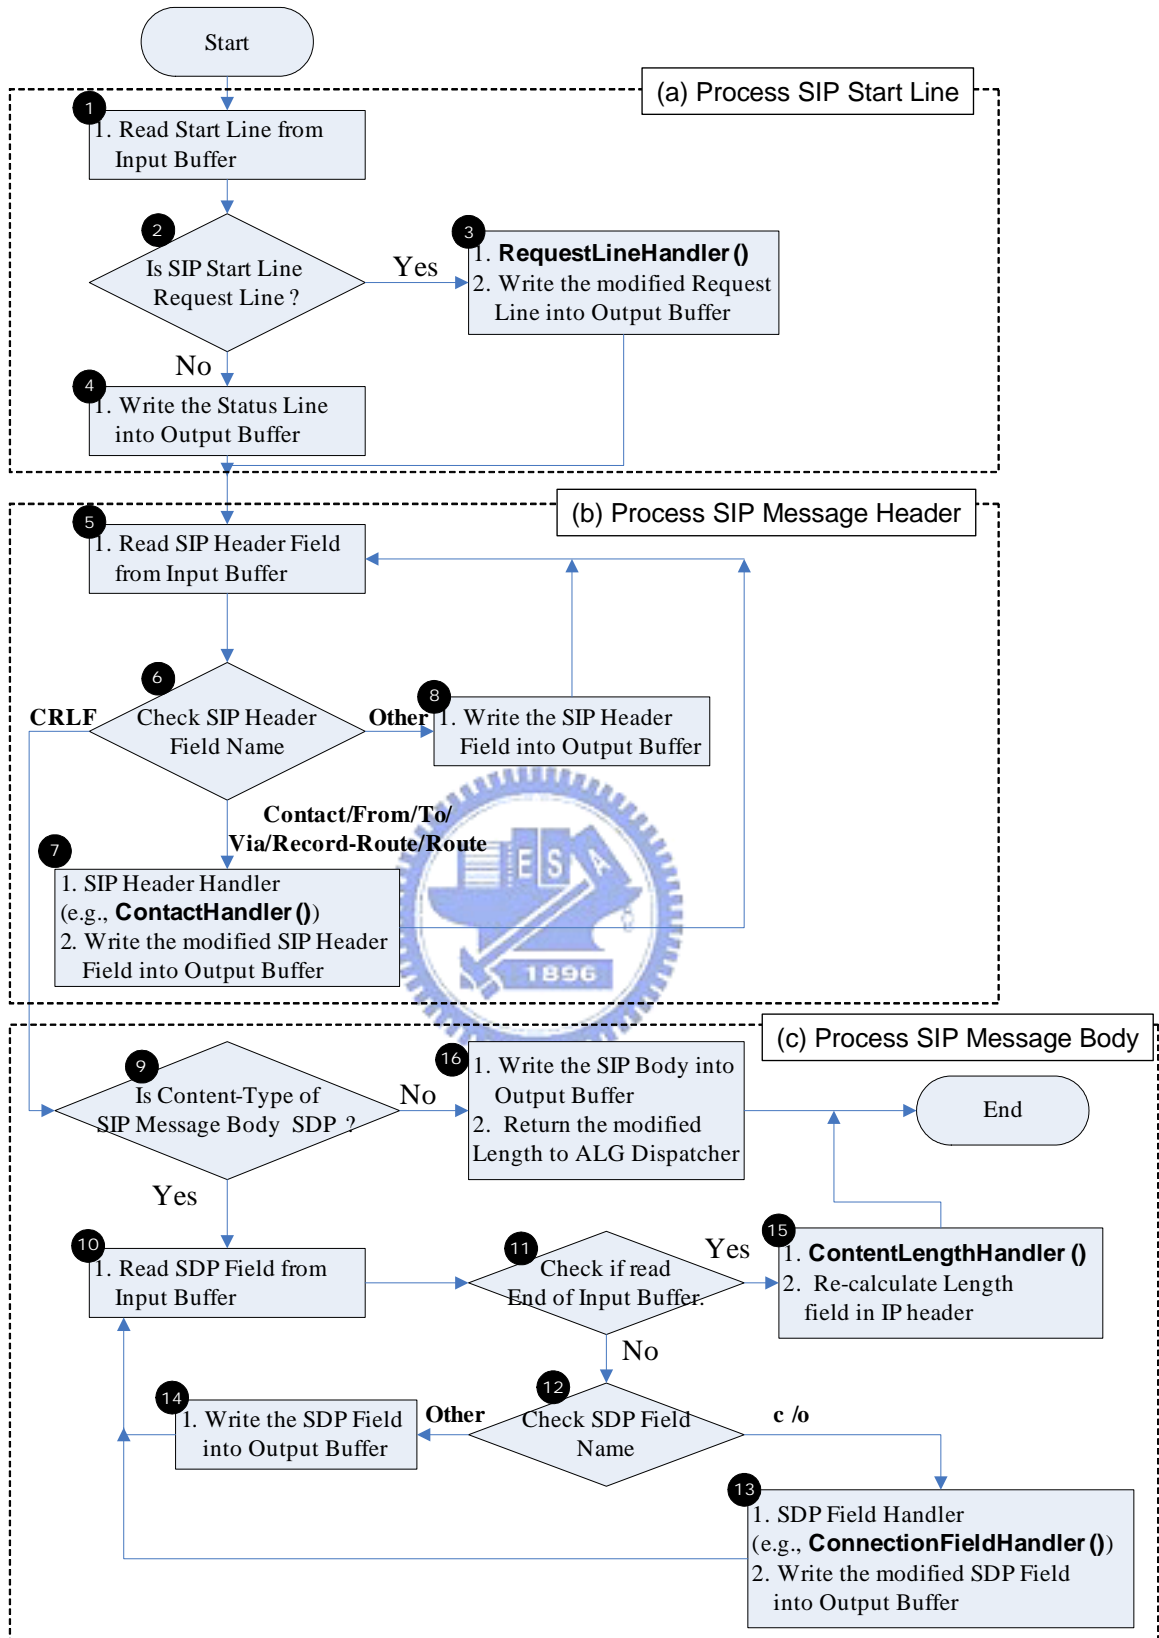 Start
(a) Process SIP Start Line
1
1. Read Start Line from
Input Buffer
2
Is SIP Start Line
Request Line ?
Yes
3
1. RequestLineHandler ()
2. Write the modified Request
Line into Output Buffer
No
4
1. Write the Status Line
into Output Buffer
(b) Process SIP Message Header
5
1. Read SIP Header Field
from Input Buffer
6
Check SIP Header
Field Name
CRLF
Other
8
1. Write the SIP Header
Field into Output Buffer
Contact/From/To/
Via/Record-Route/Route
7
1. SIP Header Handler
(e.g., ContactHandler ())
2. Write the modified SIP Header
Field into Output Buffer
E S A
1896
(c) Process SIP Message Body
9
Is Content-Type of
SIP Message Body SDP ?
No
16
1. Write the SIP Body into
Output Buffer
2. Return the modified
Length to ALG Dispatcher
End
Yes
10
1. Read SDP Field from
Input Buffer
11
Check if read
End of Input Buffer.
Yes
15
1. ContentLengthHandler ()
2. Re-calculate Length
field in IP header
No
12
Check SDP Field
Name
Other
14
1. Write the SDP Field
into Output Buffer
c /o
13
1. SDP Field Handler
(e.g., ConnectionFieldHandler ())
2. Write the modified SDP Field
into Output Buffer